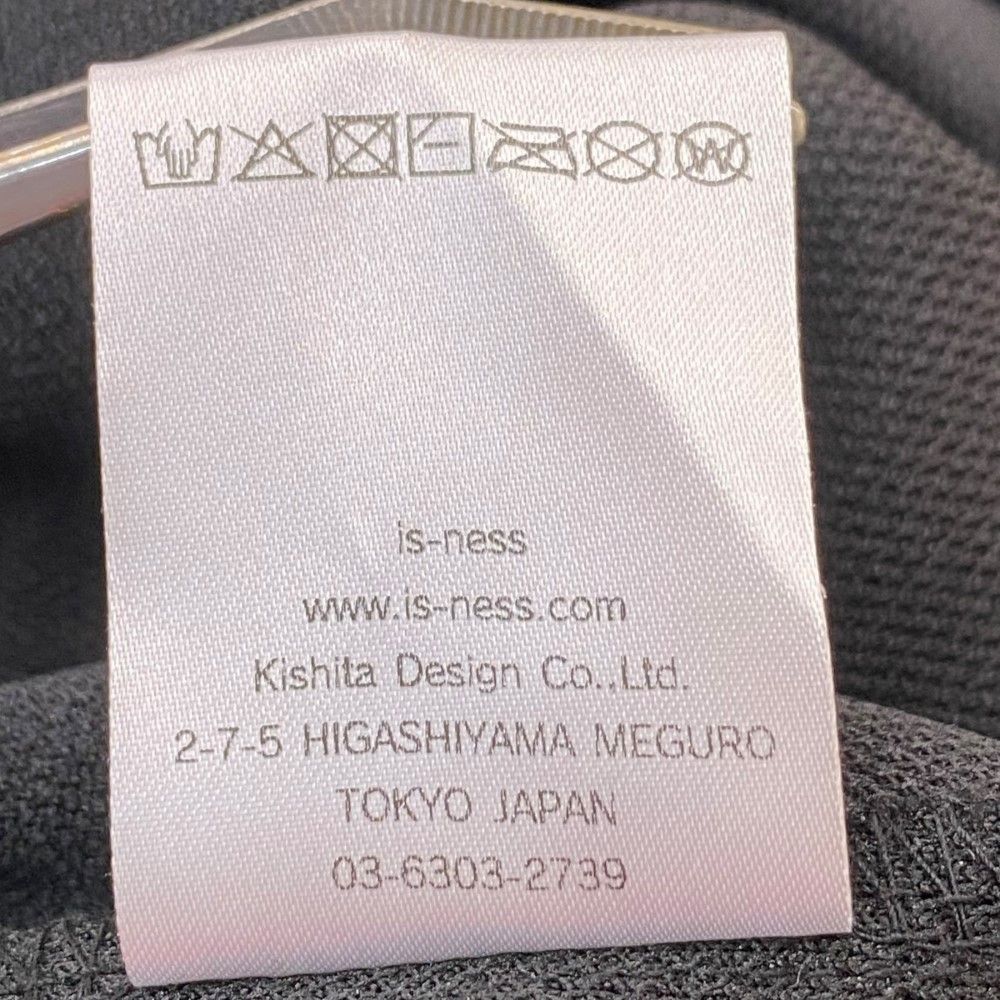 is-ness
www.is-ness.com
Kishita Design Co.,Ltd.
2-7-5 HIGASHIYAMA MEGURO
TOKYO JAPAN
03-6303-2739